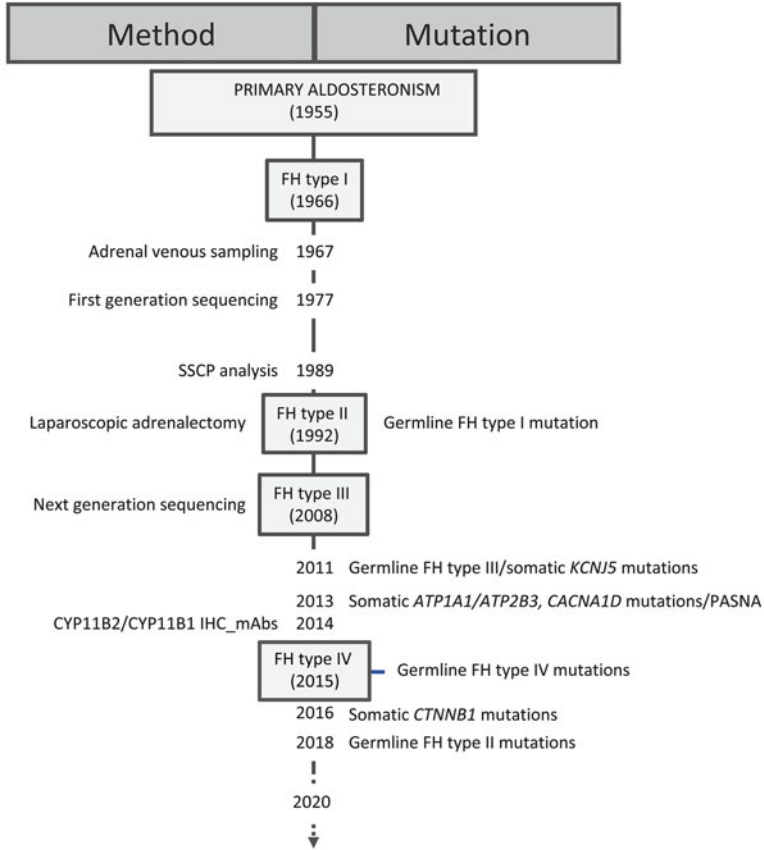 Method Mutation
PRIMARY ALDOSTERONISM
(1955)
FH type I
(1966)
Adrenal venous sampling 1967
First generation sequencing 1977
SSCP analysis 1989
Laparoscopic adrenalectomy FH type II Germline FH type I mutation
(1992)
Next generation sequencing FH type III
(2008)
2011 Germline FH type III/somatic KCNJ5 mutations
2013 Somatic ATP1A1/ATP2B3, CACNA1D mutations/PASNA
CYP11B2/CYP11B1 IHC_mAbs 2014
FH type IV Germline FH type IV mutations
(2015)
2016 Somatic CTNNB1 mutations
2018 Germline FH type II mutations
2020